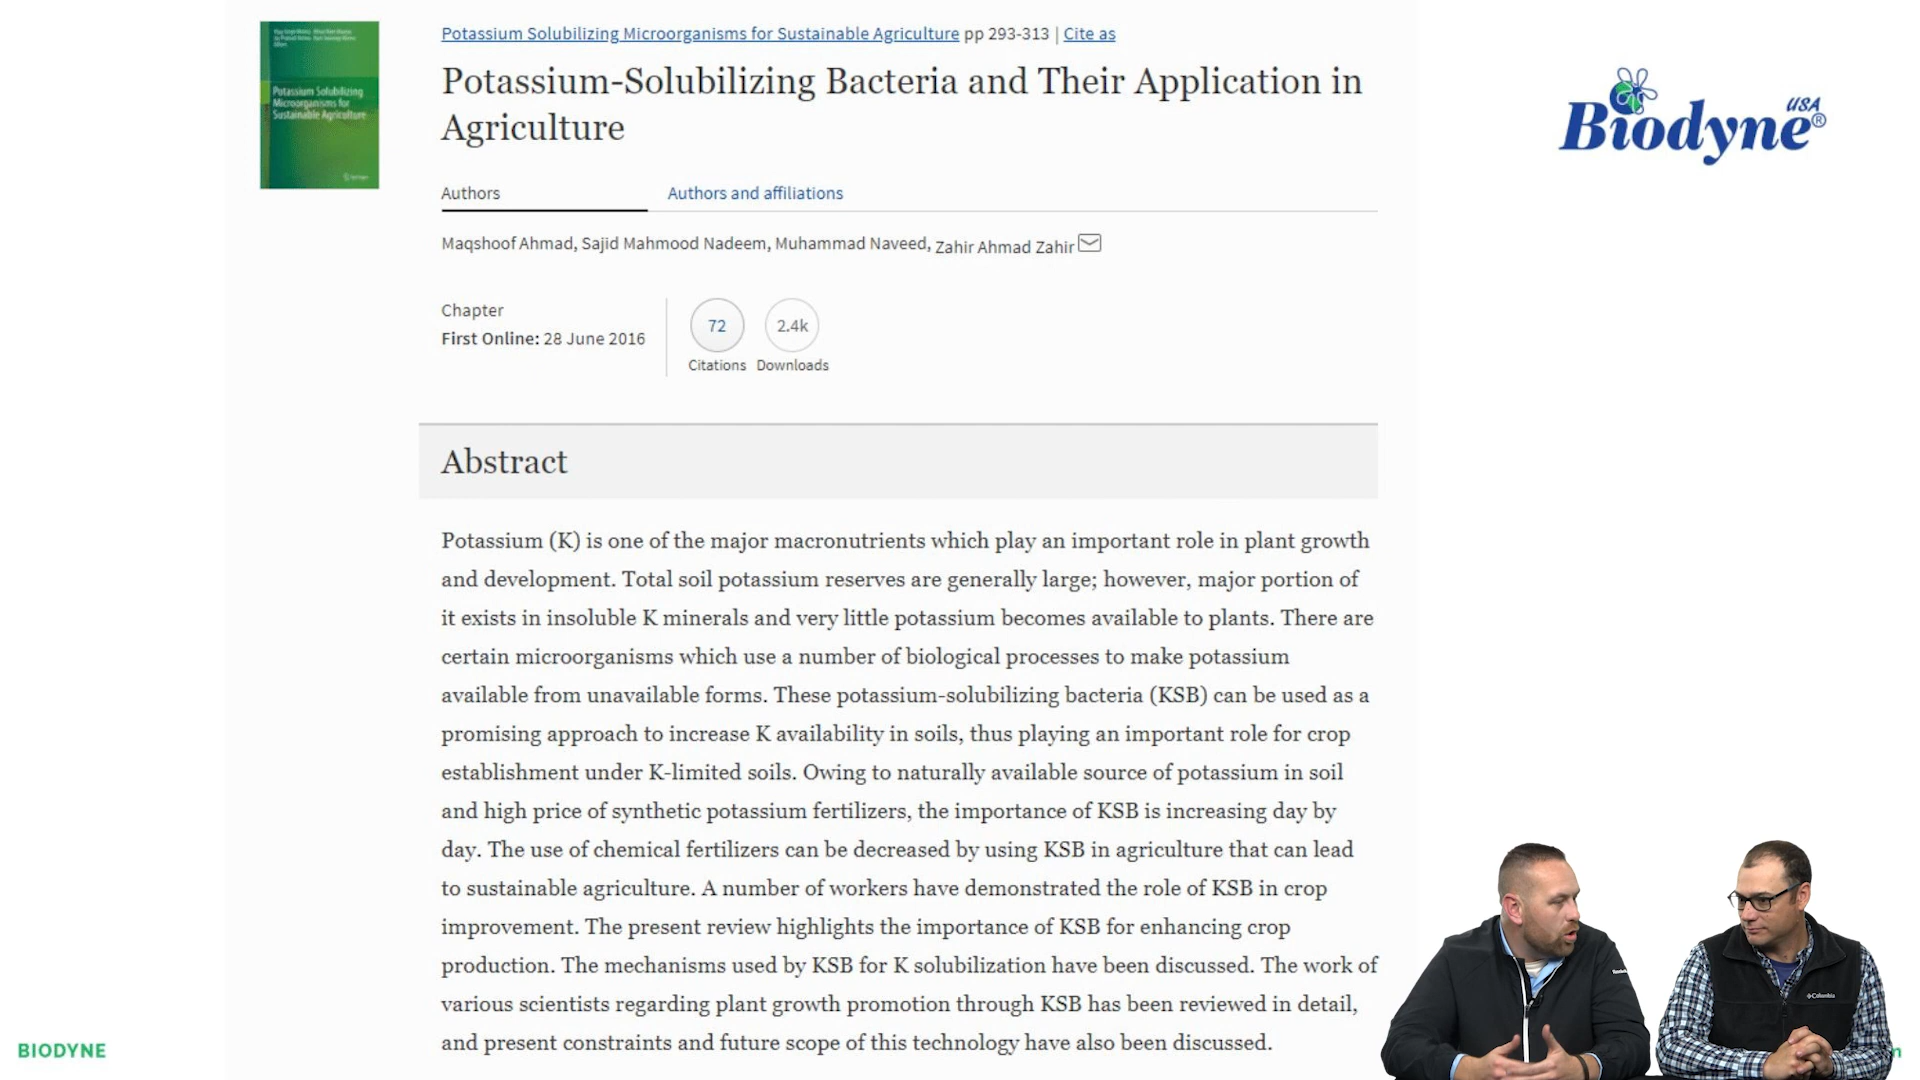 Potassium Solubilizing Microorganisms for Sustainable Agriculture pp 293-313 | Cite as
Potassium-Solubilizing Bacteria and Their Application in
Agriculture
Potassium Solubilizing
Microorganisms for
Sustainable Agriculture
Springer
Biodyne USA®
Authors Authors and affiliations
Maqshoof Ahmad, Sajid Mahmood Nadeem, Muhammad Naveed, Zahir Ahmad Zahir
Chapter
First Online: 28 June 2016
72 2.4k
Citations Downloads
Abstract
Potassium (K) is one of the major macronutrients which play an important role in plant growth
and development. Total soil potassium reserves are generally large; however, major portion of
it exists in insoluble K minerals and very little potassium becomes available to plants. There are
certain microorganisms which use a number of biological processes to make potassium
available from unavailable forms. These potassium-solubilizing bacteria (KSB) can be used as a
promising approach to increase K availability in soils, thus playing an important role for crop
establishment under K-limited soils. Owing to naturally available source of potassium in soil
and high price of synthetic potassium fertilizers, the importance of KSB is increasing day by
day. The use of chemical fertilizers can be decreased by using KSB in agriculture that can lead
to sustainable agriculture. A number of workers have demonstrated the role of KSB in crop
improvement. The present review highlights the importance of KSB for enhancing crop
production. The mechanisms used by KSB for K solubilization have been discussed. The work of
various scientists regarding plant growth promotion through KSB has been reviewed in detail,
and present constraints and future scope of this technology have also been discussed.
Reebok
Columbia
BIODYNE
n